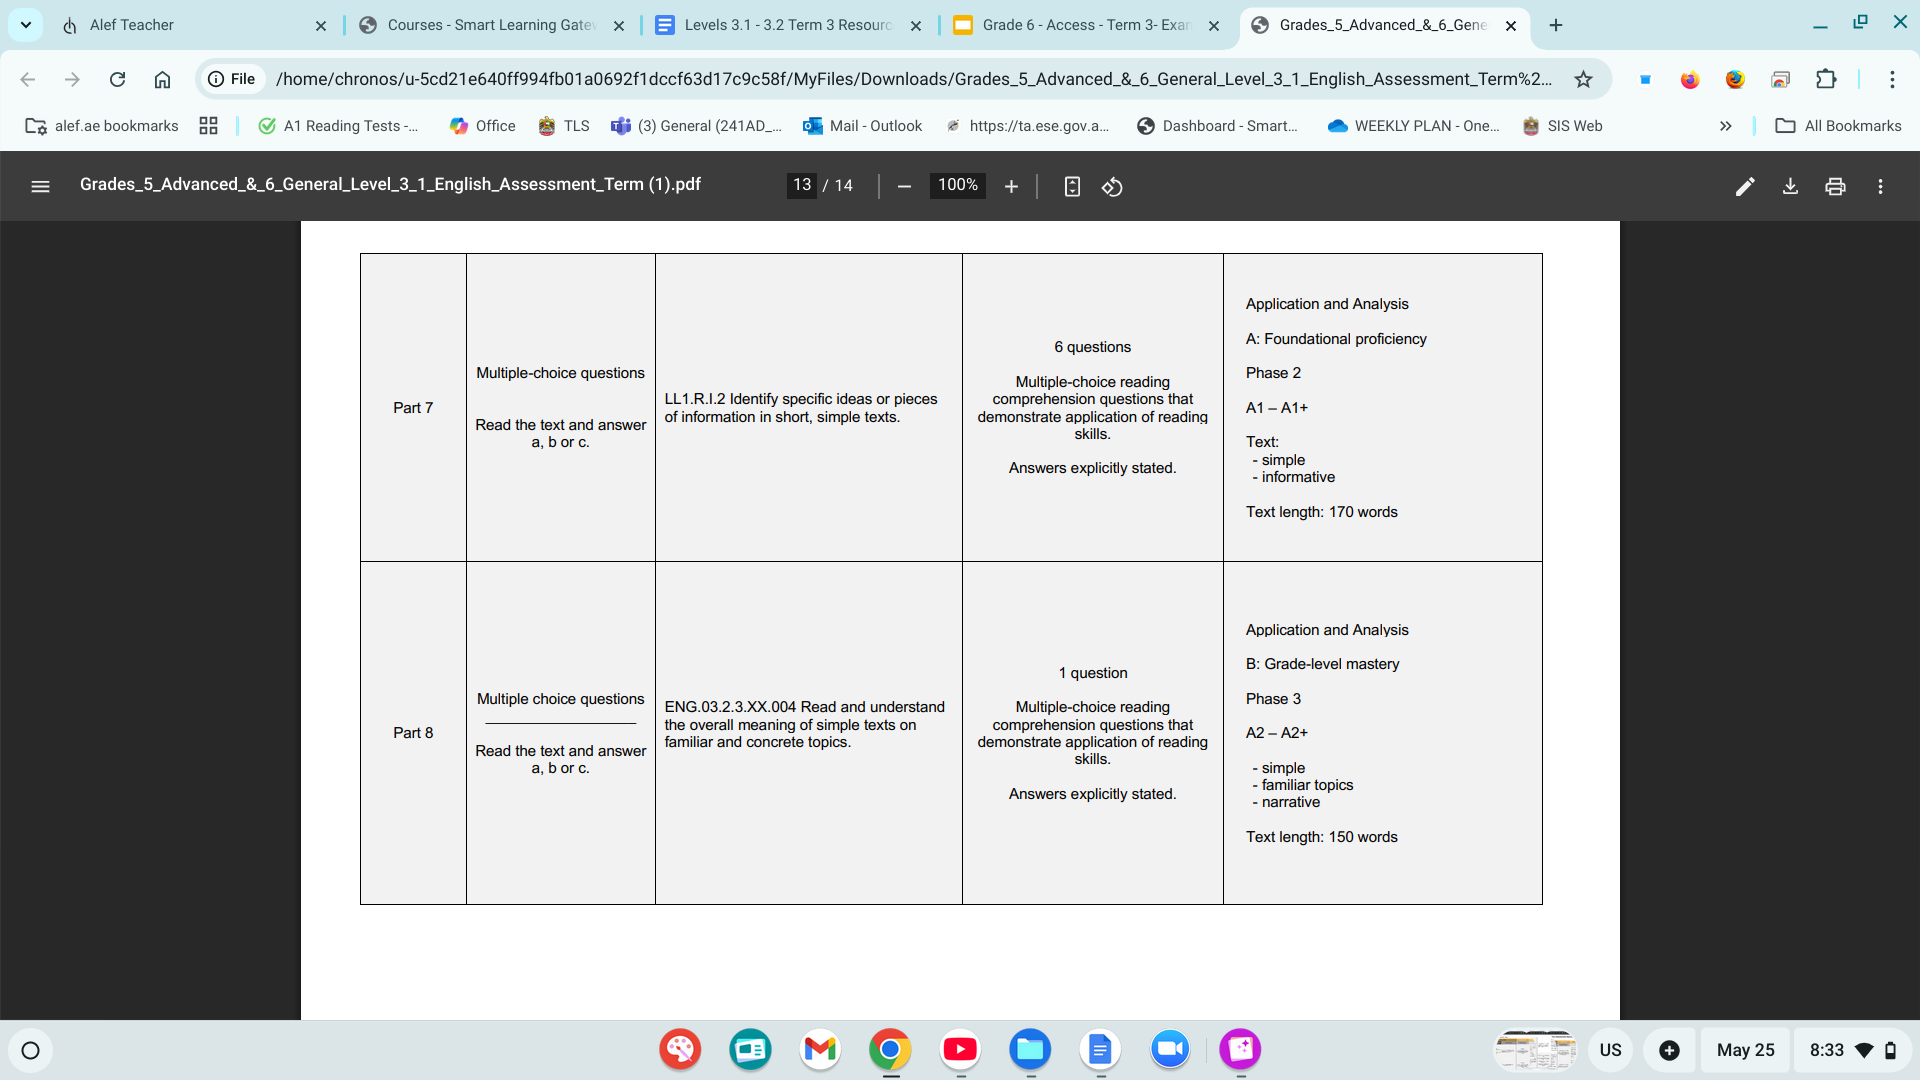 Alef Teacher
Courses - Smart Learning Gatew
Levels 3.1 - 3.2 Term 3 Resourc
Grade 6 - Access - Term 3- Exar
Grades_5_Advanced_&_6_Gene
File
/home/chronos/u-5cd21e640ff994fb01a0692f1dccf63d17c9c58f/MyFiles/Downloads/Grades_5_Advanced_&_6_General_Level_3_1_English_Assessment_Term%2...
alef.ae bookmarks
A1 Reading Tests -...
Office
TLS
(3) General (241AD_...
Mail - Outlook
https://ta.ese.gov.a...
Dashboard - Smart...
WEEKLY PLAN - One...
SIS Web
»
All Bookmarks
Grades_5_Advanced_&_6_General_Level_3_1_English_Assessment_Term (1).pdf
13 / 14
100%
Part 7
Multiple-choice questions
Read the text and answer
a, b or c.
LL1.R.I.2 Identify specific ideas or pieces
of information in short, simple texts.
6 questions
Multiple-choice reading
comprehension questions that
demonstrate application of reading
skills.
Answers explicitly stated.
Application and Analysis
A: Foundational proficiency
Phase 2
A1 – A1+
Text:
- simple
- informative
Text length: 170 words
Part 8
Multiple choice questions
Read the text and answer
a, b or c.
ENG.03.2.3.XX.004 Read and understand
the overall meaning of simple texts on
familiar and concrete topics.
1 question
Multiple-choice reading
comprehension questions that
demonstrate application of reading
skills.
Answers explicitly stated.
Application and Analysis
B: Grade-level mastery
Phase 3
A2 – A2+
- simple
- familiar topics
- narrative
Text length: 150 words
US
May 25
8:33